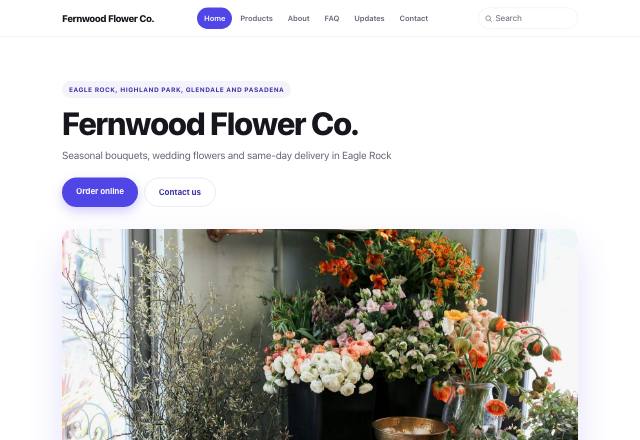 Fernwood Flower Co.
Home Products About FAQ Updates Contact
Search
EAGLE ROCK, HIGHLAND PARK, GLENDALE AND PASADENA
Fernwood Flower Co.
Seasonal bouquets, wedding flowers and same-day delivery in Eagle Rock
Order online
Contact us